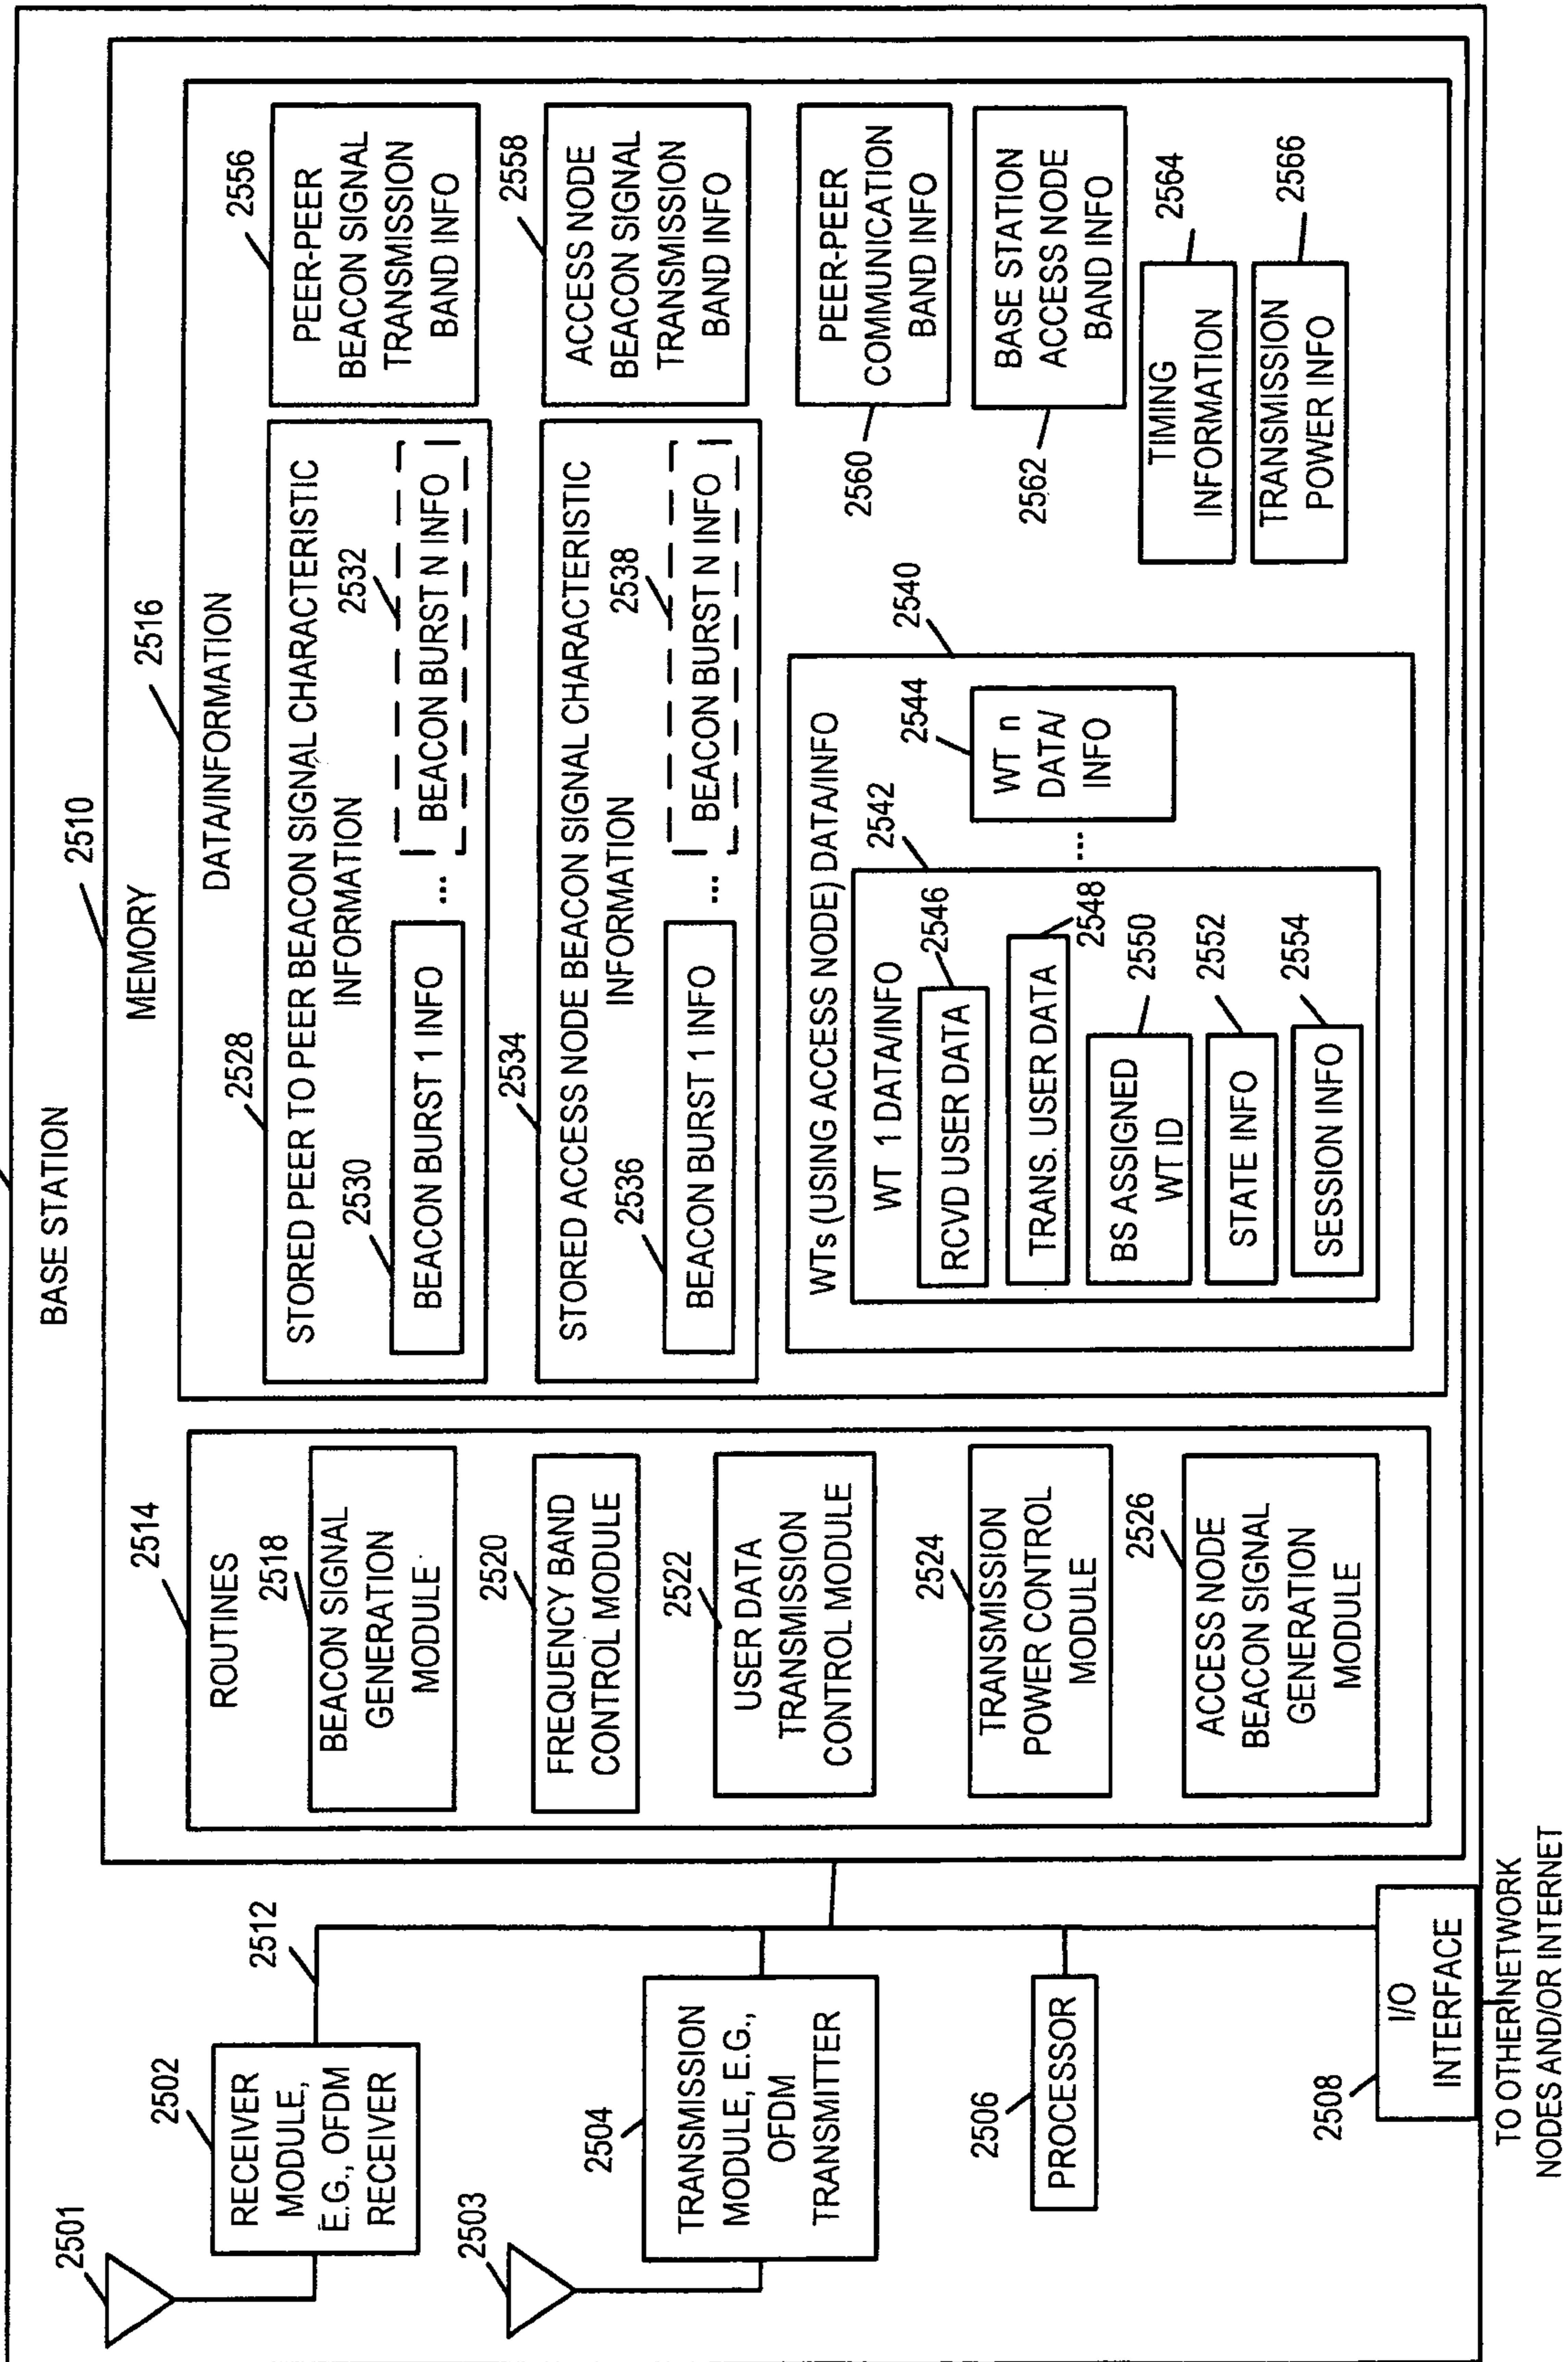 BASE STATION
2510
MEMORY
2501
2502
RECEIVER
MODULE,
E.G., OFDM
RECEIVER
2512
2503
2504
TRANSMISSION
MODULE, E.G.,
OFDM
TRANSMITTER
2506
PROCESSOR
2508
I/O
INTERFACE
TO OTHER NETWORK
NODES AND/OR INTERNET
2514
ROUTINES
2518
BEACON SIGNAL
GENERATION
MODULE
2520
FREQUENCY BAND
CONTROL MODULE
2522
USER DATA
TRANSMISSION
CONTROL MODULE
2524
TRANSMISSION
POWER CONTROL
MODULE
2526
ACCESS NODE
BEACON SIGNAL
GENERATION
MODULE
2516
DATA/INFORMATION
2528
STORED PEER TO PEER BEACON SIGNAL CHARACTERISTIC
INFORMATION
2530
BEACON BURST 1 INFO
...
2532
BEACON BURST N INFO
2534
STORED ACCESS NODE BEACON SIGNAL CHARACTERISTIC
INFORMATION
2536
BEACON BURST 1 INFO
...
2538
BEACON BURST N INFO
2540
WTs (USING ACCESS NODE) DATA/INFO
2542
WT 1 DATA/INFO
2546
RCVD USER DATA
TRANS. USER DATA
2548
BS ASSIGNED
WT ID
2550
STATE INFO
2552
SESSION INFO
2554
...
2544
WT n
DATA/
INFO
2556
PEER-PEER
BEACON SIGNAL
TRANSMISSION
BAND INFO
2558
ACCESS NODE
BEACON SIGNAL
TRANSMISSION
BAND INFO
PEER-PEER
COMMUNICATION
BAND INFO
2560
BASE STATION
ACCESS NODE
BAND INFO
2562
TIMING
INFORMATION
2564
TRANSMISSION
POWER INFO
2566